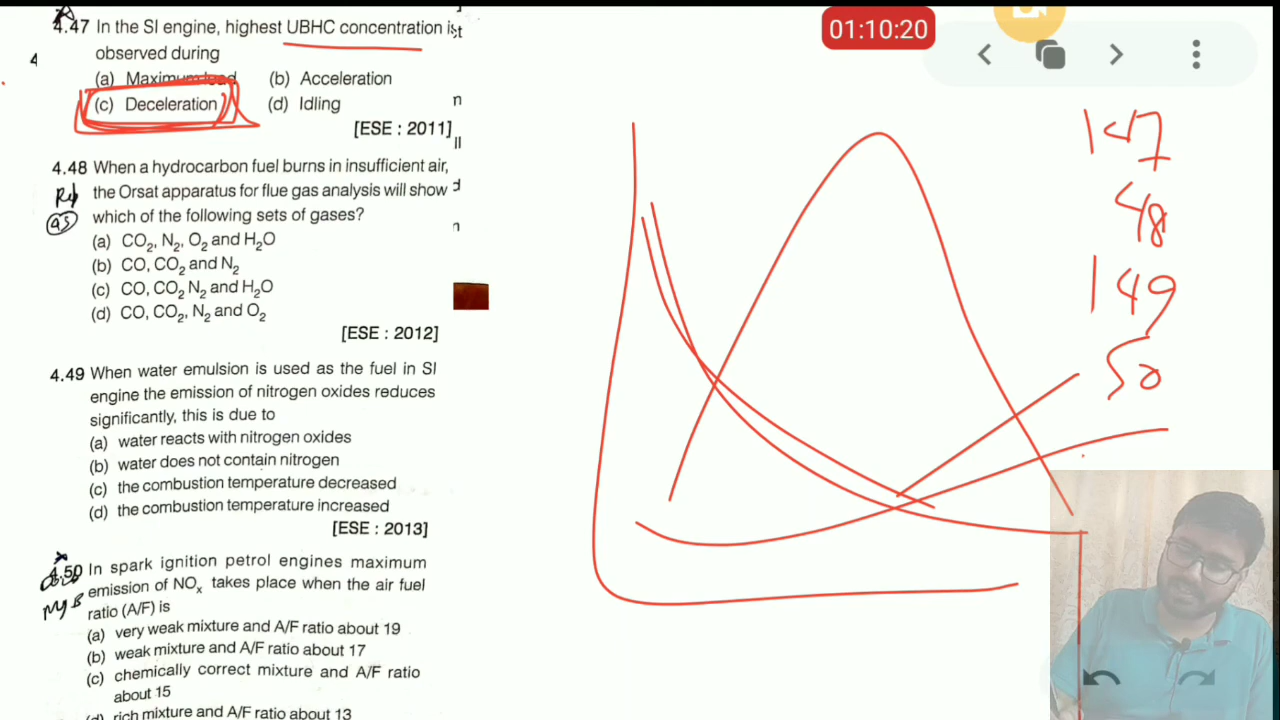 4.47 In the SI engine, highest UBHC concentration is
observed during
(a) Maximum load (b) Acceleration
(c) Deceleration (d) Idling
[ESE : 2011]
4.48 When a hydrocarbon fuel burns in insufficient air,
the Orsat apparatus for flue gas analysis will show
which of the following sets of gases?
(a) CO₂, N₂, O₂ and H₂O
(b) CO, CO₂ and N₂
(c) CO, CO₂ N₂ and H₂O
(d) CO, CO₂, N₂ and O₂
[ESE : 2012]
4.49 When water emulsion is used as the fuel in SI
engine the emission of nitrogen oxides reduces
significantly, this is due to
(a) water reacts with nitrogen oxides
(b) water does not contain nitrogen
(c) the combustion temperature decreased
(d) the combustion temperature increased
[ESE : 2013]
4.50 In spark ignition petrol engines maximum
emission of NOₓ takes place when the air fuel
ratio (A/F) is
(a) very weak mixture and A/F ratio about 19
(b) weak mixture and A/F ratio about 17
(c) chemically correct mixture and A/F ratio
about 15
(d) rich mixture and A/F ratio about 13
01:10:20
147
48
149
50